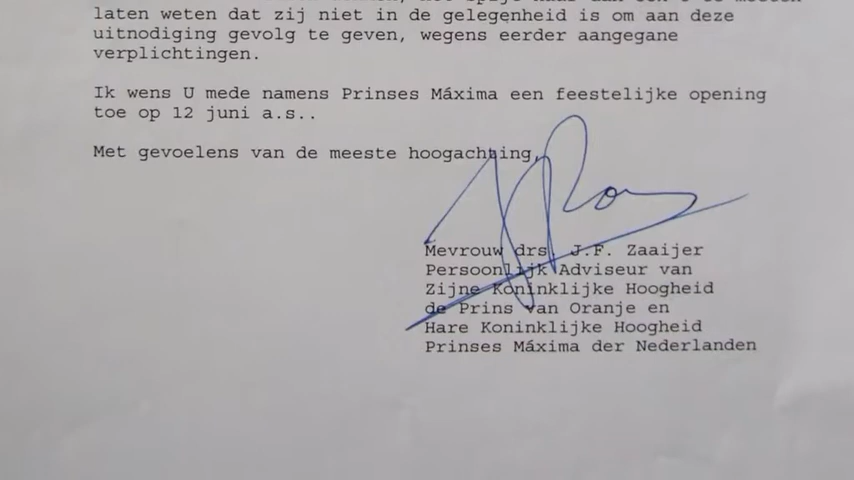 laten weten dat zij niet in de gelegenheid is om aan deze
uitnodiging gevolg te geven, wegens eerder aangegane
verplichtingen.
Ik wens U mede namens Prinses Máxima een feestelijke opening
toe op 12 juni a.s..
Met gevoelens van de meeste hoogachting,
Mevrouw drs. J.F. Zaaijer
Persoonlijk Adviseur van
Zijne Koninklijke Hoogheid
de Prins van Oranje en
Hare Koninklijke Hoogheid
Prinses Máxima der Nederlanden